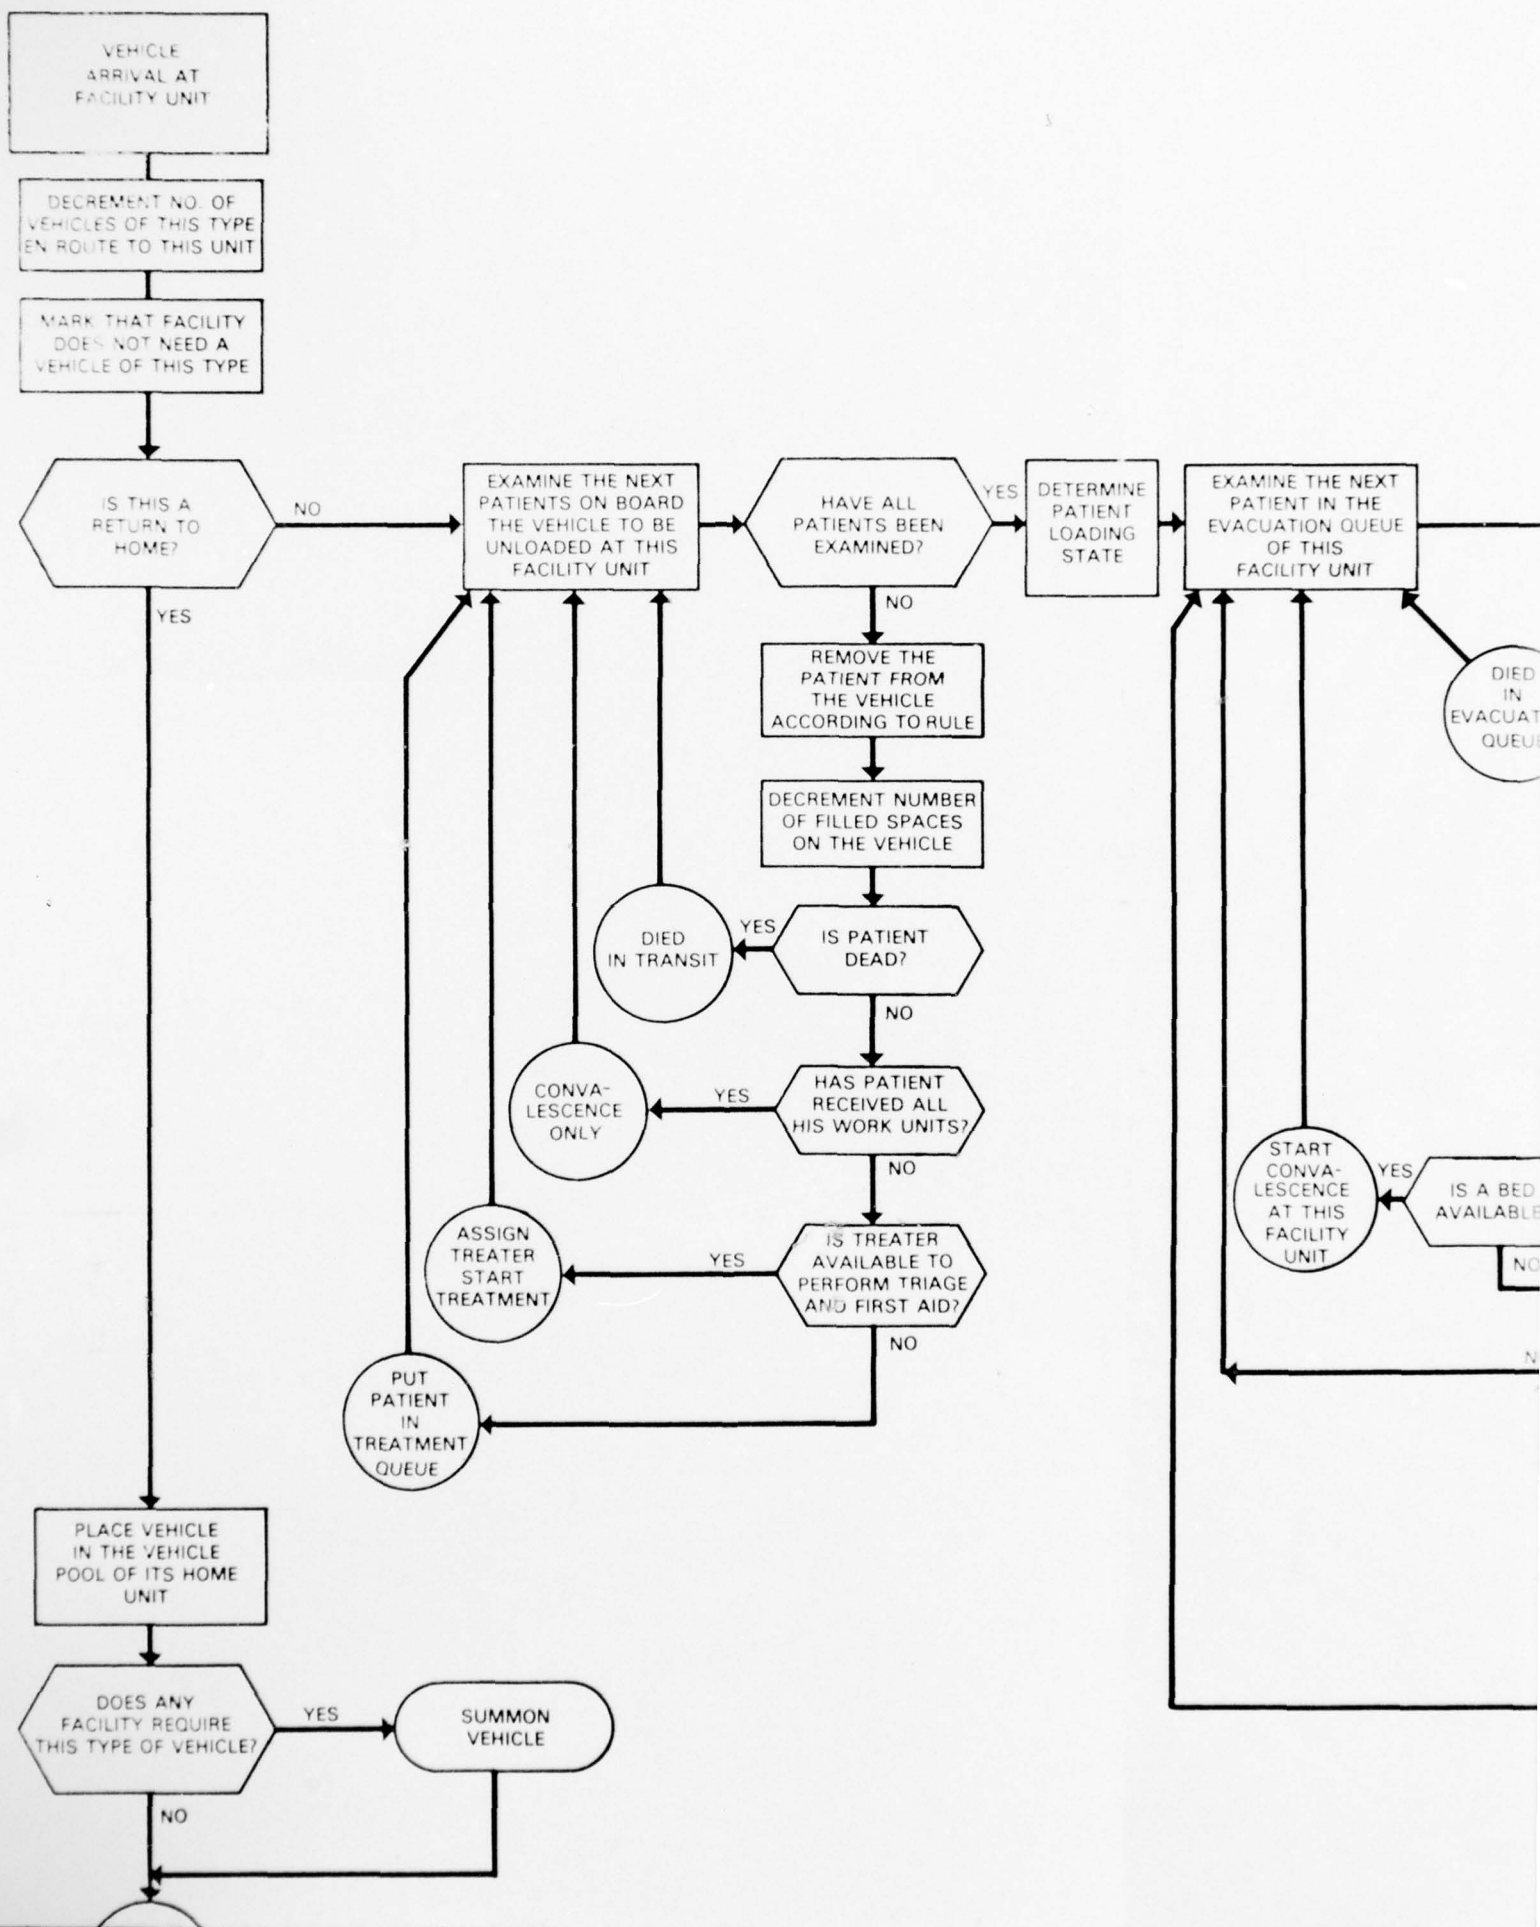 VEHICLE
ARRIVAL AT
FACILITY UNIT
DECREMENT NO. OF
VEHICLES OF THIS TYPE
EN ROUTE TO THIS UNIT
MARK THAT FACILITY
DOES NOT NEED A
VEHICLE OF THIS TYPE
IS THIS A
RETURN TO
HOME?
NO
YES
EXAMINE THE NEXT
PATIENTS ON BOARD
THE VEHICLE TO BE
UNLOADED AT THIS
FACILITY UNIT
HAVE ALL
PATIENTS BEEN
EXAMINED?
YES
NO
DETERMINE
PATIENT
LOADING
STATE
EXAMINE THE NEXT
PATIENT IN THE
EVACUATION QUEUE
OF THIS
FACILITY UNIT
REMOVE THE
PATIENT FROM
THE VEHICLE
ACCORDING TO RULE
DIED
IN
EVACUAT
QUEUE
DECREMENT NUMBER
OF FILLED SPACES
ON THE VEHICLE
IS PATIENT
DEAD?
YES
DIED
IN TRANSIT
NO
HAS PATIENT
RECEIVED ALL
HIS WORK UNITS?
YES
CONVA-
LESCENCE
ONLY
NO
IS TREATER
AVAILABLE TO
PERFORM TRIAGE
AND FIRST AID?
YES
ASSIGN
TREATER
START
TREATMENT
NO
PUT
PATIENT
IN
TREATMENT
QUEUE
START
CONVA-
LESCENCE
AT THIS
FACILITY
UNIT
YES
IS A BED
AVAILABLE
NO
N
PLACE VEHICLE
IN THE VEHICLE
POOL OF ITS HOME
UNIT
DOES ANY
FACILITY REQUIRE
THIS TYPE OF VEHICLE?
YES
SUMMON
VEHICLE
NO